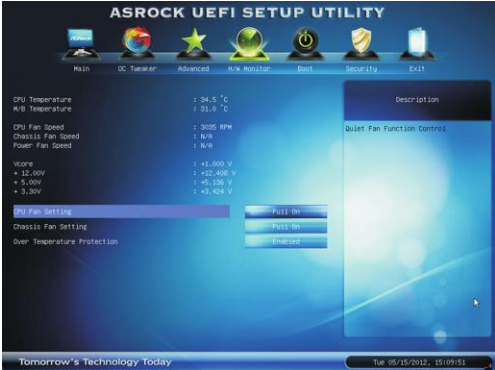 ASROCK UEFI SETUP UTILITY
Main OC Tweaker Advanced H/W Monitor Boot Security Exit
CPU Temperature : 34.5 °C
M/B Temperature : 31.0 °C
CPU Fan Speed : 3035 RPM
Chassis Fan Speed : N/A
Power Fan Speed : N/A
Vcore : +1.000 V
+ 12.00V : +12.408 V
+ 5.00V : +5.136 V
+ 3.30V : +3.424 V
CPU Fan Setting Full On
Chassis Fan Setting Full On
Over Temperature Protection Enabled
Description
Quiet Fan Function Control
Tomorrow's Technology Today
Tue 05/15/2012, 15:09:51